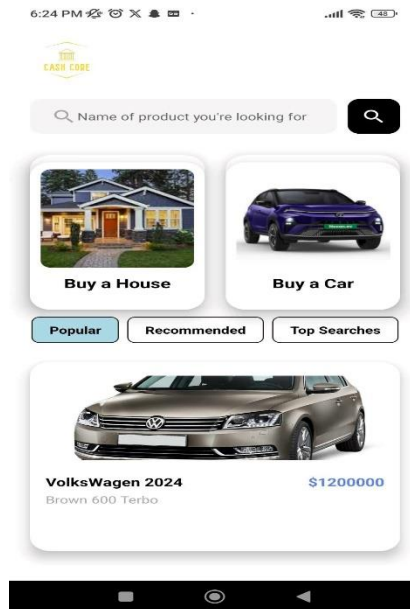 6:24 PM
48
CASH CODE
Name of product you're looking for
Buy a House
Buy a Car
Popular
Recommended
Top Searches
VolksWagen 2024
$1200000
Brown 600 Terbo